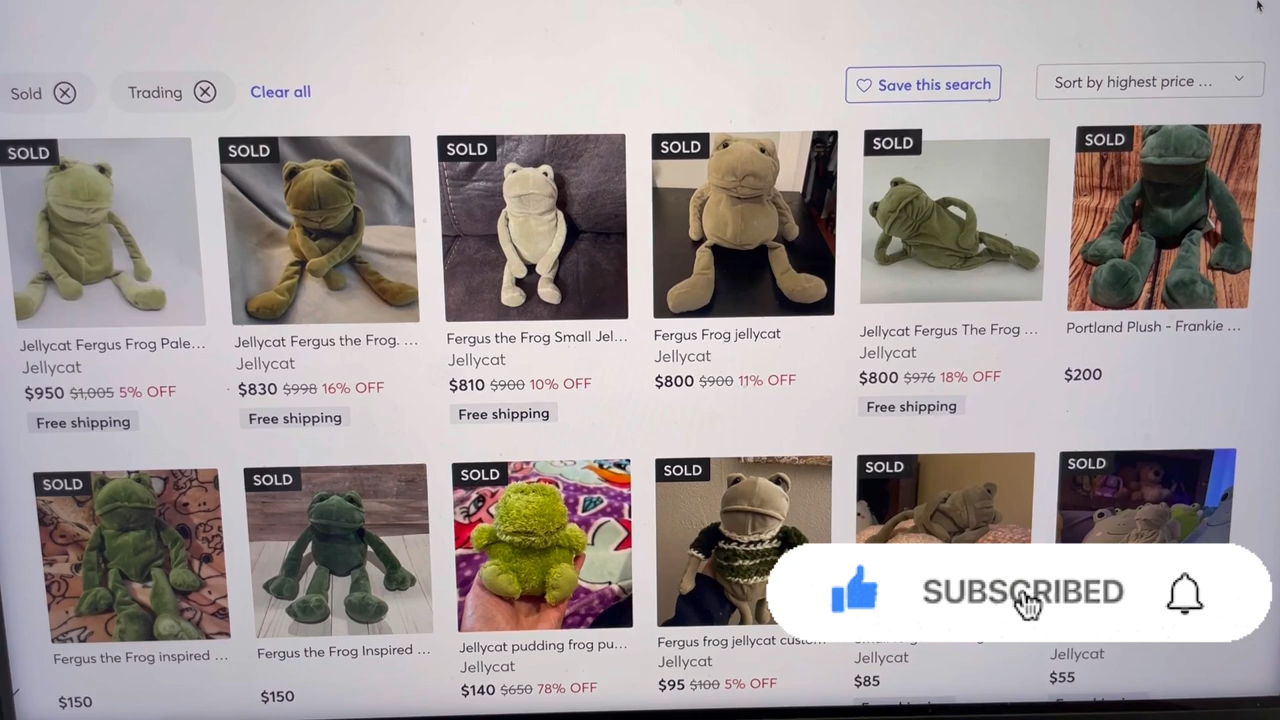 Sold
Trading
Clear all
Save this search
Sort by highest price ...
SOLD
SOLD
SOLD
SOLD
SOLD
SOLD
Jellycat Fergus Frog Pale...
Jellycat
$950 $1,005 5% OFF
Free shipping
Jellycat Fergus the Frog. ...
Jellycat
$830 $998 16% OFF
Free shipping
Fergus the Frog Small Jel...
Jellycat
$810 $900 10% OFF
Free shipping
Fergus Frog jellycat
Jellycat
$800 $900 11% OFF
Jellycat Fergus The Frog ...
Jellycat
$800 $976 18% OFF
Free shipping
Portland Plush - Frankie ...
$200
SOLD
SOLD
SOLD
SOLD
SOLD
SOLD
Fergus the Frog inspired ...
$150
Fergus the Frog Inspired ...
$150
Jellycat pudding frog pu...
Jellycat
$140 $650 78% OFF
Fergus frog jellycat custo...
Jellycat
$95 $100 5% OFF
Jellycat
$85
Jellycat
$55
SUBSCRIBED